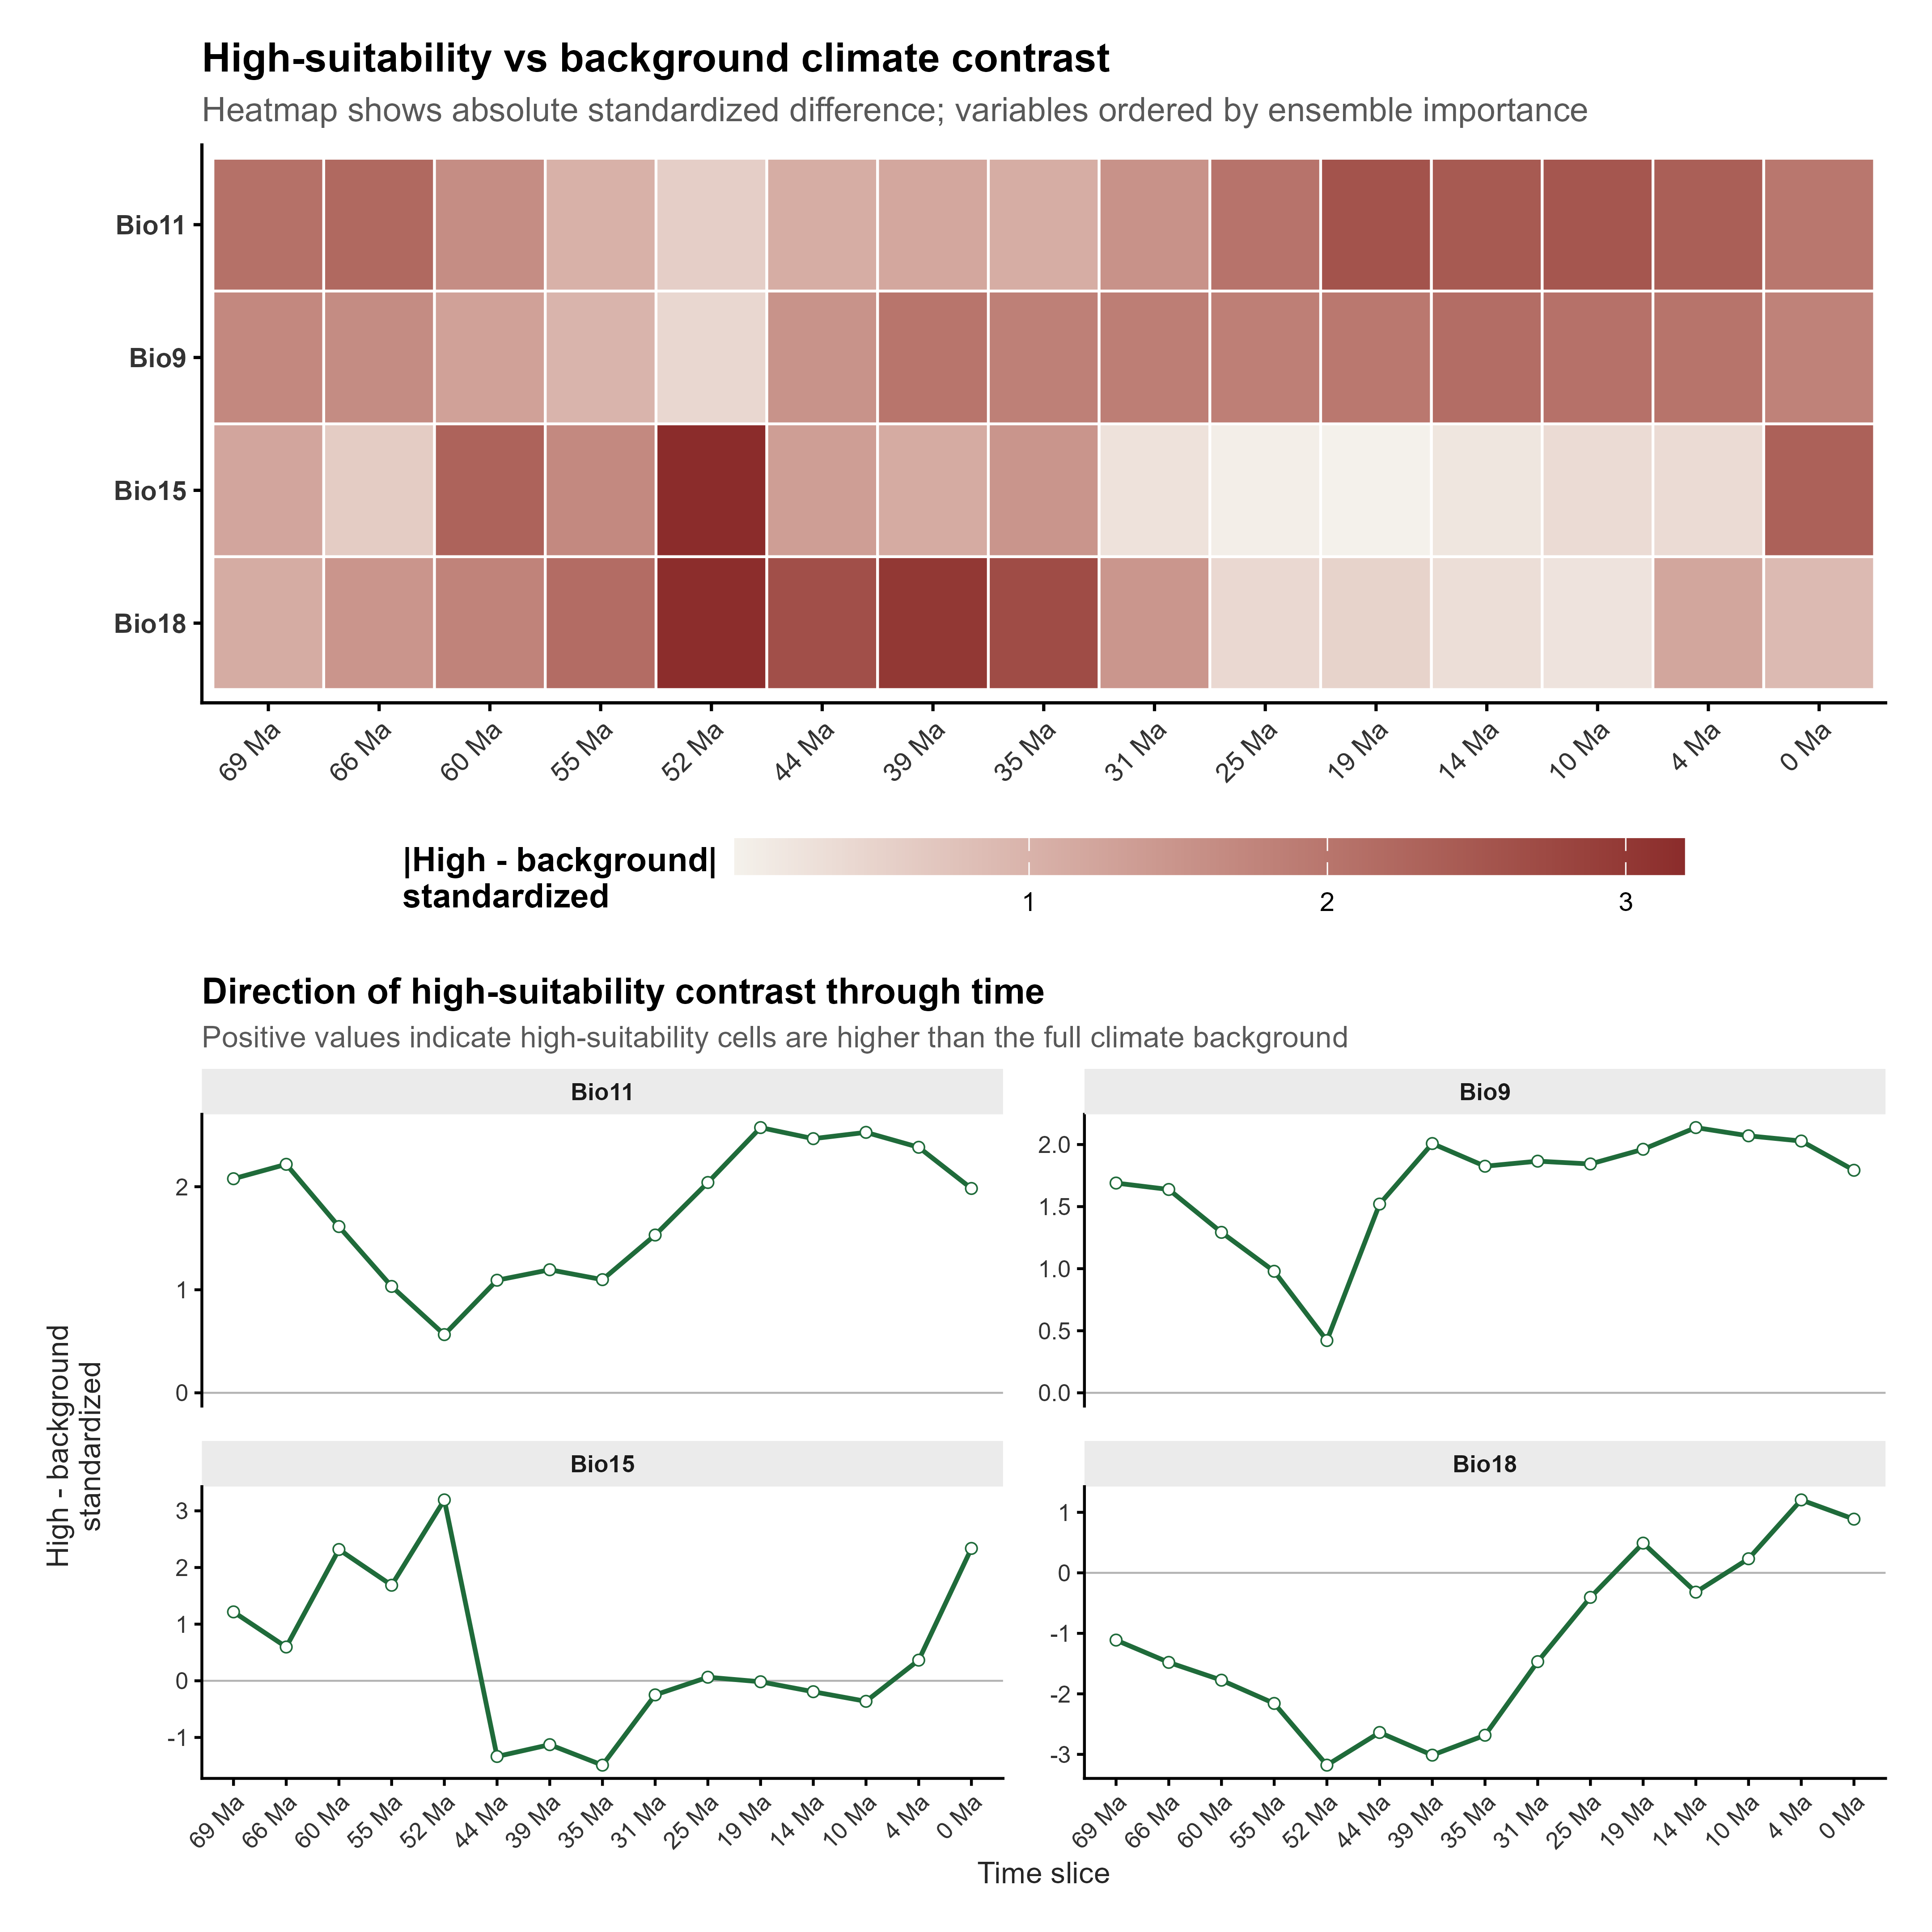 High-suitability vs background climate contrast
Heatmap shows absolute standardized difference; variables ordered by ensemble importance
Bio11
Bio9
Bio15
Bio18
69 Ma
66 Ma
60 Ma
55 Ma
52 Ma
44 Ma
39 Ma
35 Ma
31 Ma
25 Ma
19 Ma
14 Ma
10 Ma
4 Ma
0 Ma
|High - background|
standardized
1
2
3
Direction of high-suitability contrast through time
Positive values indicate high-suitability cells are higher than the full climate background
High - background
standardized
Bio11
2
1
0
Bio9
2.0
1.5
1.0
0.5
0.0
Bio15
3
2
1
0
-1
69 Ma
66 Ma
60 Ma
55 Ma
52 Ma
44 Ma
39 Ma
35 Ma
31 Ma
25 Ma
19 Ma
14 Ma
10 Ma
4 Ma
0 Ma
Bio18
1
0
-1
-2
-3
69 Ma
66 Ma
60 Ma
55 Ma
52 Ma
44 Ma
39 Ma
35 Ma
31 Ma
25 Ma
19 Ma
14 Ma
10 Ma
4 Ma
0 Ma
Time slice